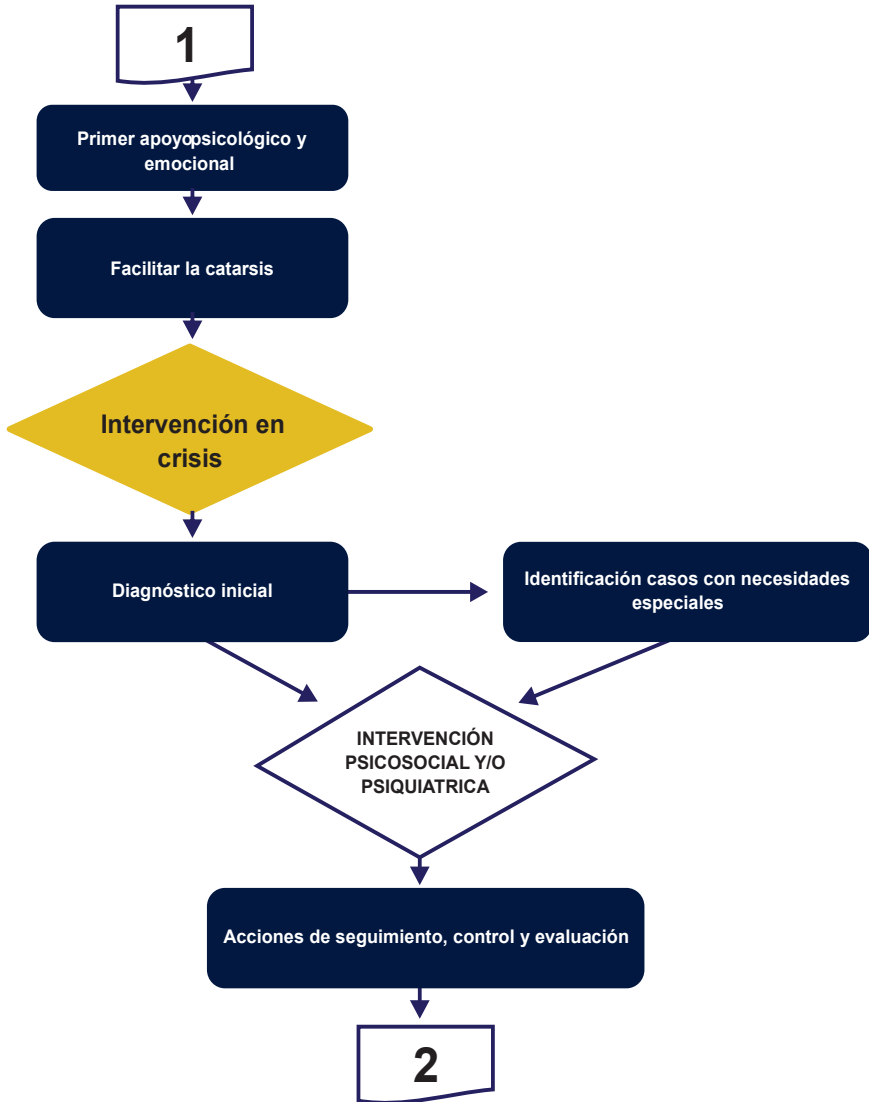 1
Primer apoyopsicológico y
emocional
Facilitar la catarsis
Intervención en
crisis
Diagnóstico inicial
Identificación casos con necesidades
especiales
INTERVENCIÓN
PSICOSOCIAL Y/O
PSIQUIATRICA
Acciones de seguimiento, control y evaluación
2